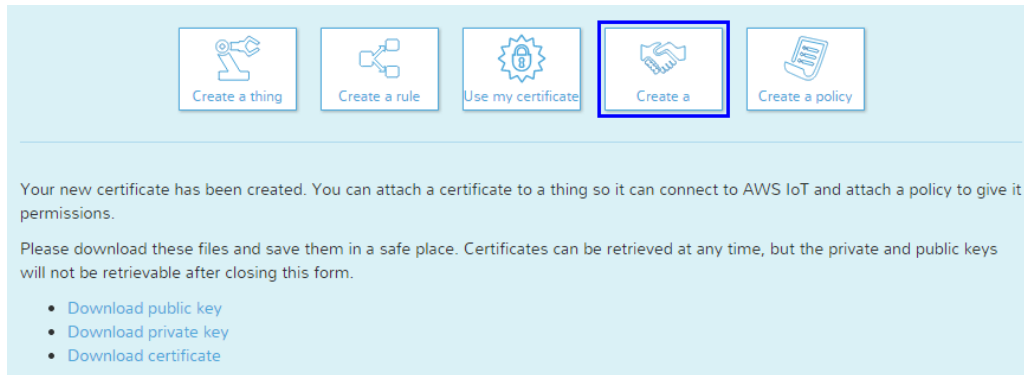 Create a thing
Create a rule
Use my certificate
Create a
Create a policy
Your new certificate has been created. You can attach a certificate to a thing so it can connect to AWS IoT and attach a policy to give it
permissions.
Please download these files and save them in a safe place. Certificates can be retrieved at any time, but the private and public keys
will not be retrievable after closing this form.
Download public key
Download private key
Download certificate